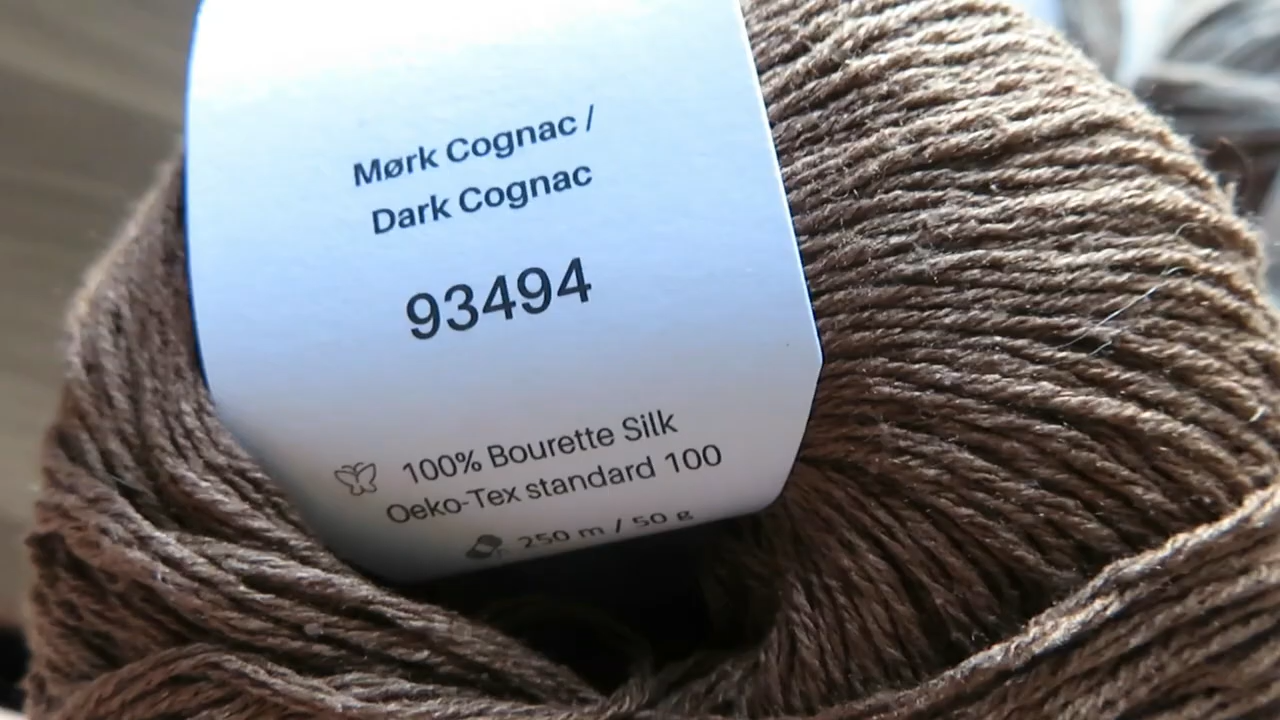 Mørk Cognac /
Dark Cognac
93494
100% Bourette Silk
Oeko-Tex standard 100
250 m / 50 g